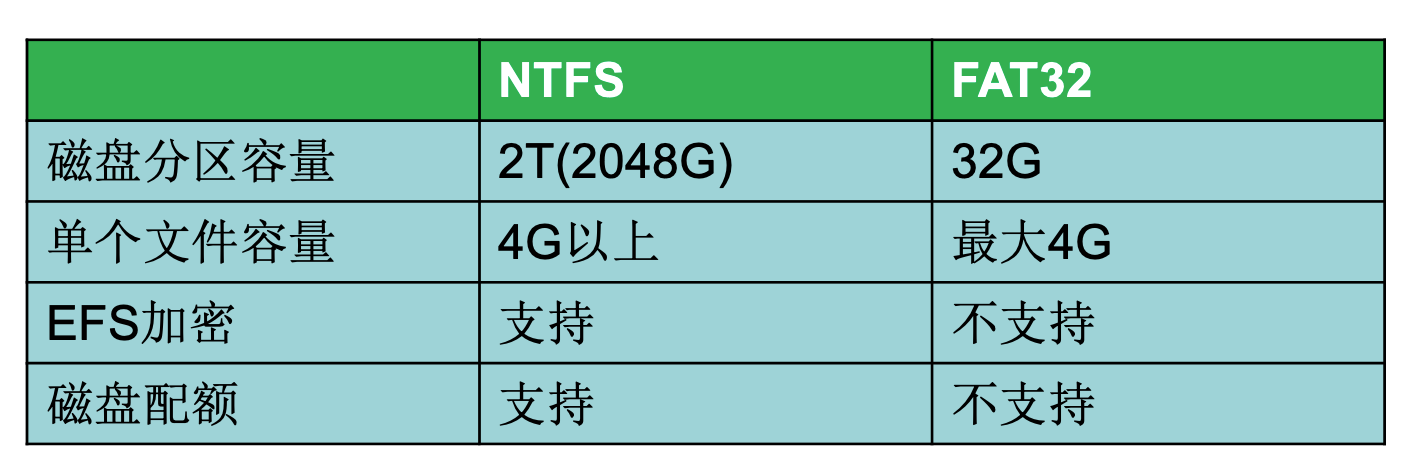 NTFS FAT32
磁盘分区容量 2T(2048G) 32G
单个文件容量 4G以上 最大4G
EFS加密 支持 不支持
磁盘配额 支持 不支持